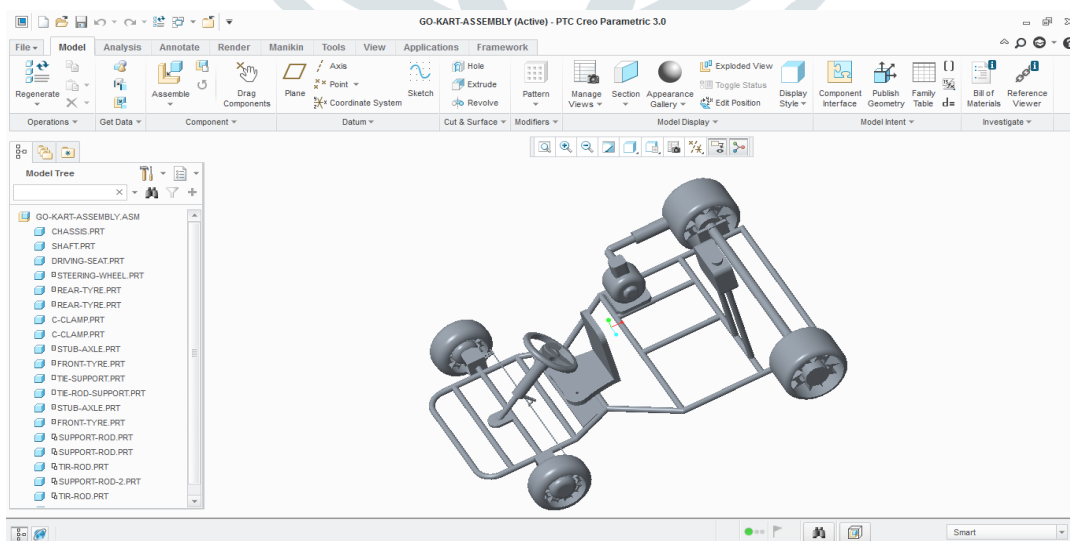 GO-KART-ASSEMBLY (Active) - PTC Creo Parametric 3.0
File Model Analysis Annotate Render Manikin Tools View Applications Framework
Regenerate
Assemble
Drag Components
Plane
Axis
Point
Coordinate System
Sketch
Hole
Extrude
Revolve
Pattern
Manage Views
Section
Appearance Gallery
Exploded View
Toggle Status
Edit Position
Display Style
Component Interface
Publish Geometry
Family Table
d=
Bill of Materials
Reference Viewer
Operations Get Data Component Datum Cut & Surface Modifiers Model Display Model Intent Investigate
Model Tree
GO-KART-ASSEMBLY.ASM
CHASSIS.PRT
SHAFT.PRT
DRIVING-SEAT.PRT
STEERING-WHEEL.PRT
REAR-TYRE.PRT
REAR-TYRE.PRT
C-CLAMP.PRT
C-CLAMP.PRT
STUB-AXLE.PRT
FRONT-TYRE.PRT
TIE-SUPPORT.PRT
TIE-ROD-SUPPORT.PRT
STUB-AXLE.PRT
FRONT-TYRE.PRT
SUPPORT-ROD.PRT
SUPPORT-ROD.PRT
TIR-ROD.PRT
SUPPORT-ROD-2.PRT
TIR-ROD.PRT
Smart